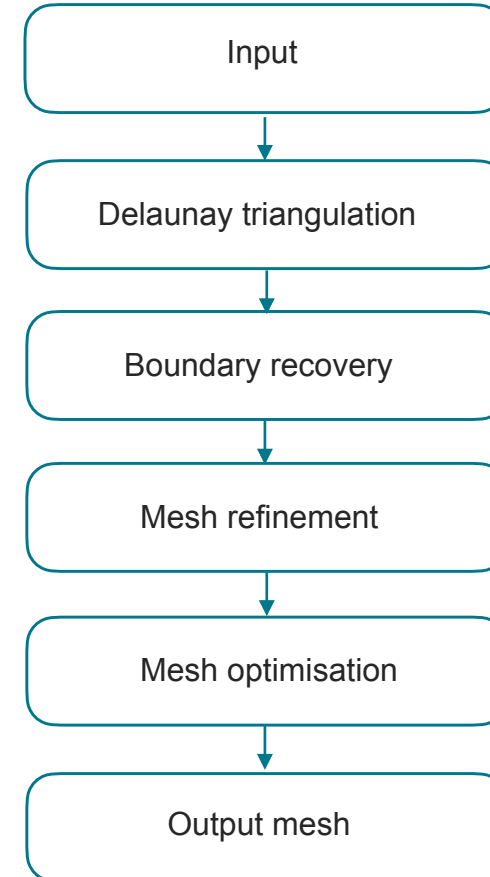 Input
Delaunay triangulation
Boundary recovery
Mesh refinement
Mesh optimisation
Output mesh